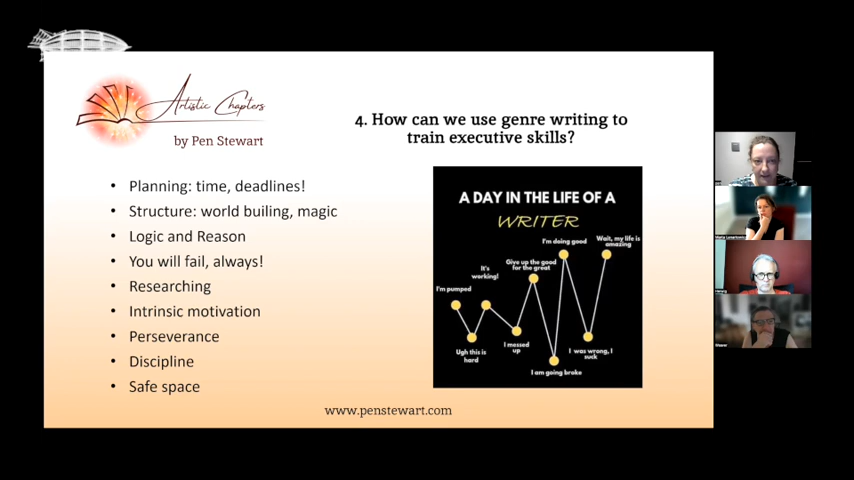 Artistic Chapters
by Pen Stewart
4. How can we use genre writing to
train executive skills?
• Planning: time, deadlines!
• Structure: world builing, magic
• Logic and Reason
• You will fail, always!
• Researching
• Intrinsic motivation
• Perseverance
• Discipline
• Safe space
A DAY IN THE LIFE OF A
WRITER
I'm pumped
Ugh this is
hard
It's
working!
I messed
up
Give up the good
for the great
I am going broke
I'm doing good
I was wrong, I
suck
Wait, my life is
amazing
www.penstewart.com